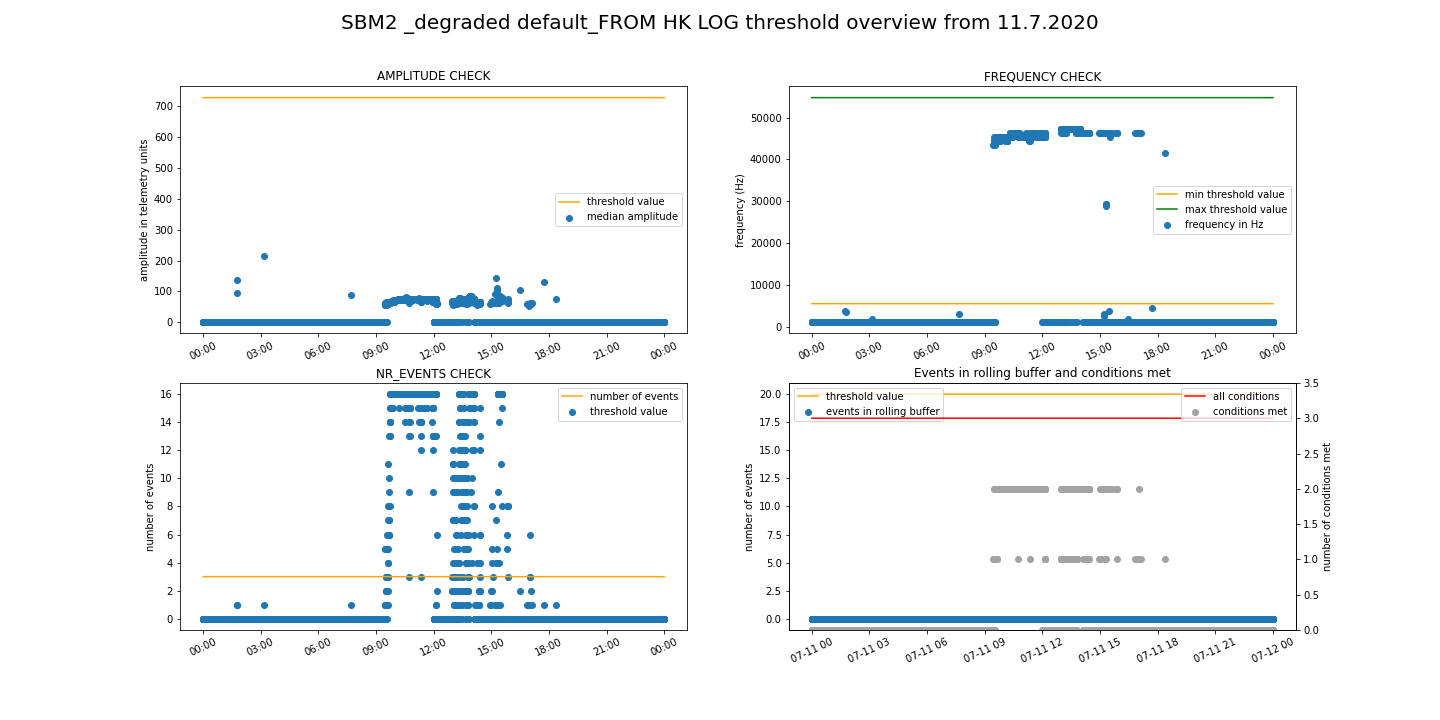 SBM2 _degraded default_FROM HK LOG threshold overview from 11.7.2020
AMPLITUDE CHECK
amplitude in telemetry units
700
600
500
400
300
200
100
0
threshold value
median amplitude
00:00 03:00 06:00 09:00 12:00 15:00 18:00 21:00 00:00
FREQUENCY CHECK
frequency (Hz)
50000
40000
30000
20000
10000
0
min threshold value
max threshold value
frequency in Hz
00:00 03:00 06:00 09:00 12:00 15:00 18:00 21:00 00:00
NR_EVENTS CHECK
number of events
16
14
12
10
8
6
4
2
0
number of events
threshold value
00:00 03:00 06:00 09:00 12:00 15:00 18:00 21:00 00:00
Events in rolling buffer and conditions met
number of events
20.0
17.5
15.0
12.5
10.0
7.5
5.0
2.5
0.0
threshold value
events in rolling buffer
all conditions
conditions met
3.5
3.0
2.5
2.0
1.5
1.0
0.5
0.0
number of conditions met
07-11 00 07-11 03 07-11 06 07-11 09 07-11 12 07-11 15 07-11 18 07-11 21 07-12 00